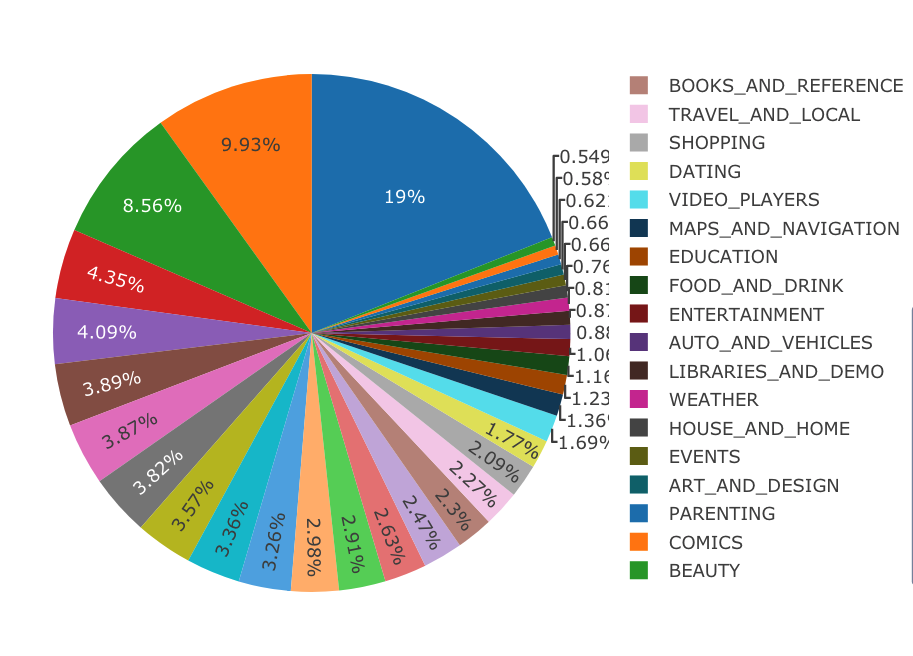 9.93%
19%
8.56%
4.35%
4.09%
3.89%
3.87%
3.82%
3.57%
3.36%
3.26%
2.98%
2.91%
2.63%
2.47%
2.3%
2.27%
2.09%
1.77%
0.549
0.58%
0.62
0.66
0.66
0.76
0.81
0.87
0.88
1.06
1.16
1.23
1.36%
1.69%
BOOKS_AND_REFERENCE
TRAVEL_AND_LOCAL
SHOPPING
DATING
VIDEO_PLAYERS
MAPS_AND_NAVIGATION
EDUCATION
FOOD_AND_DRINK
ENTERTAINMENT
AUTO_AND_VEHICLES
LIBRARIES_AND_DEMO
WEATHER
HOUSE_AND_HOME
EVENTS
ART_AND_DESIGN
PARENTING
COMICS
BEAUTY